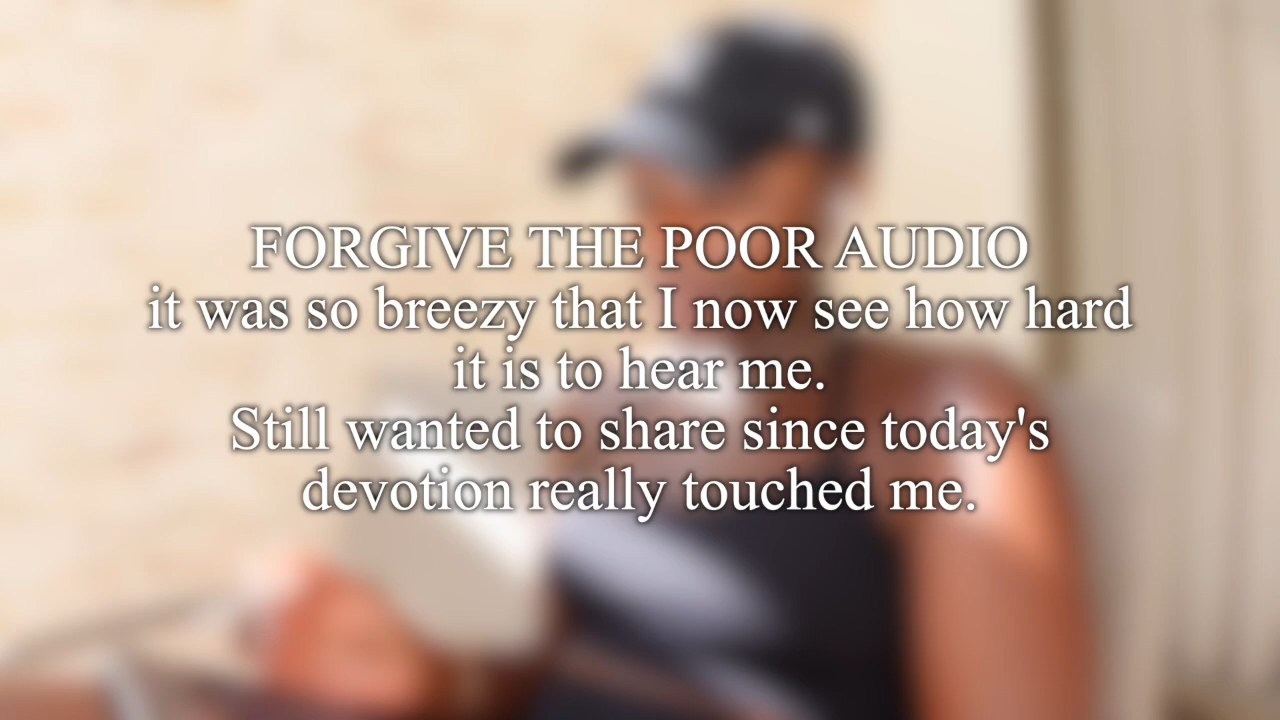 FORGIVE THE POOR AUDIO
it was so breezy that I now see how hard
it is to hear me.
Still wanted to share since today's
devotion really touched me.